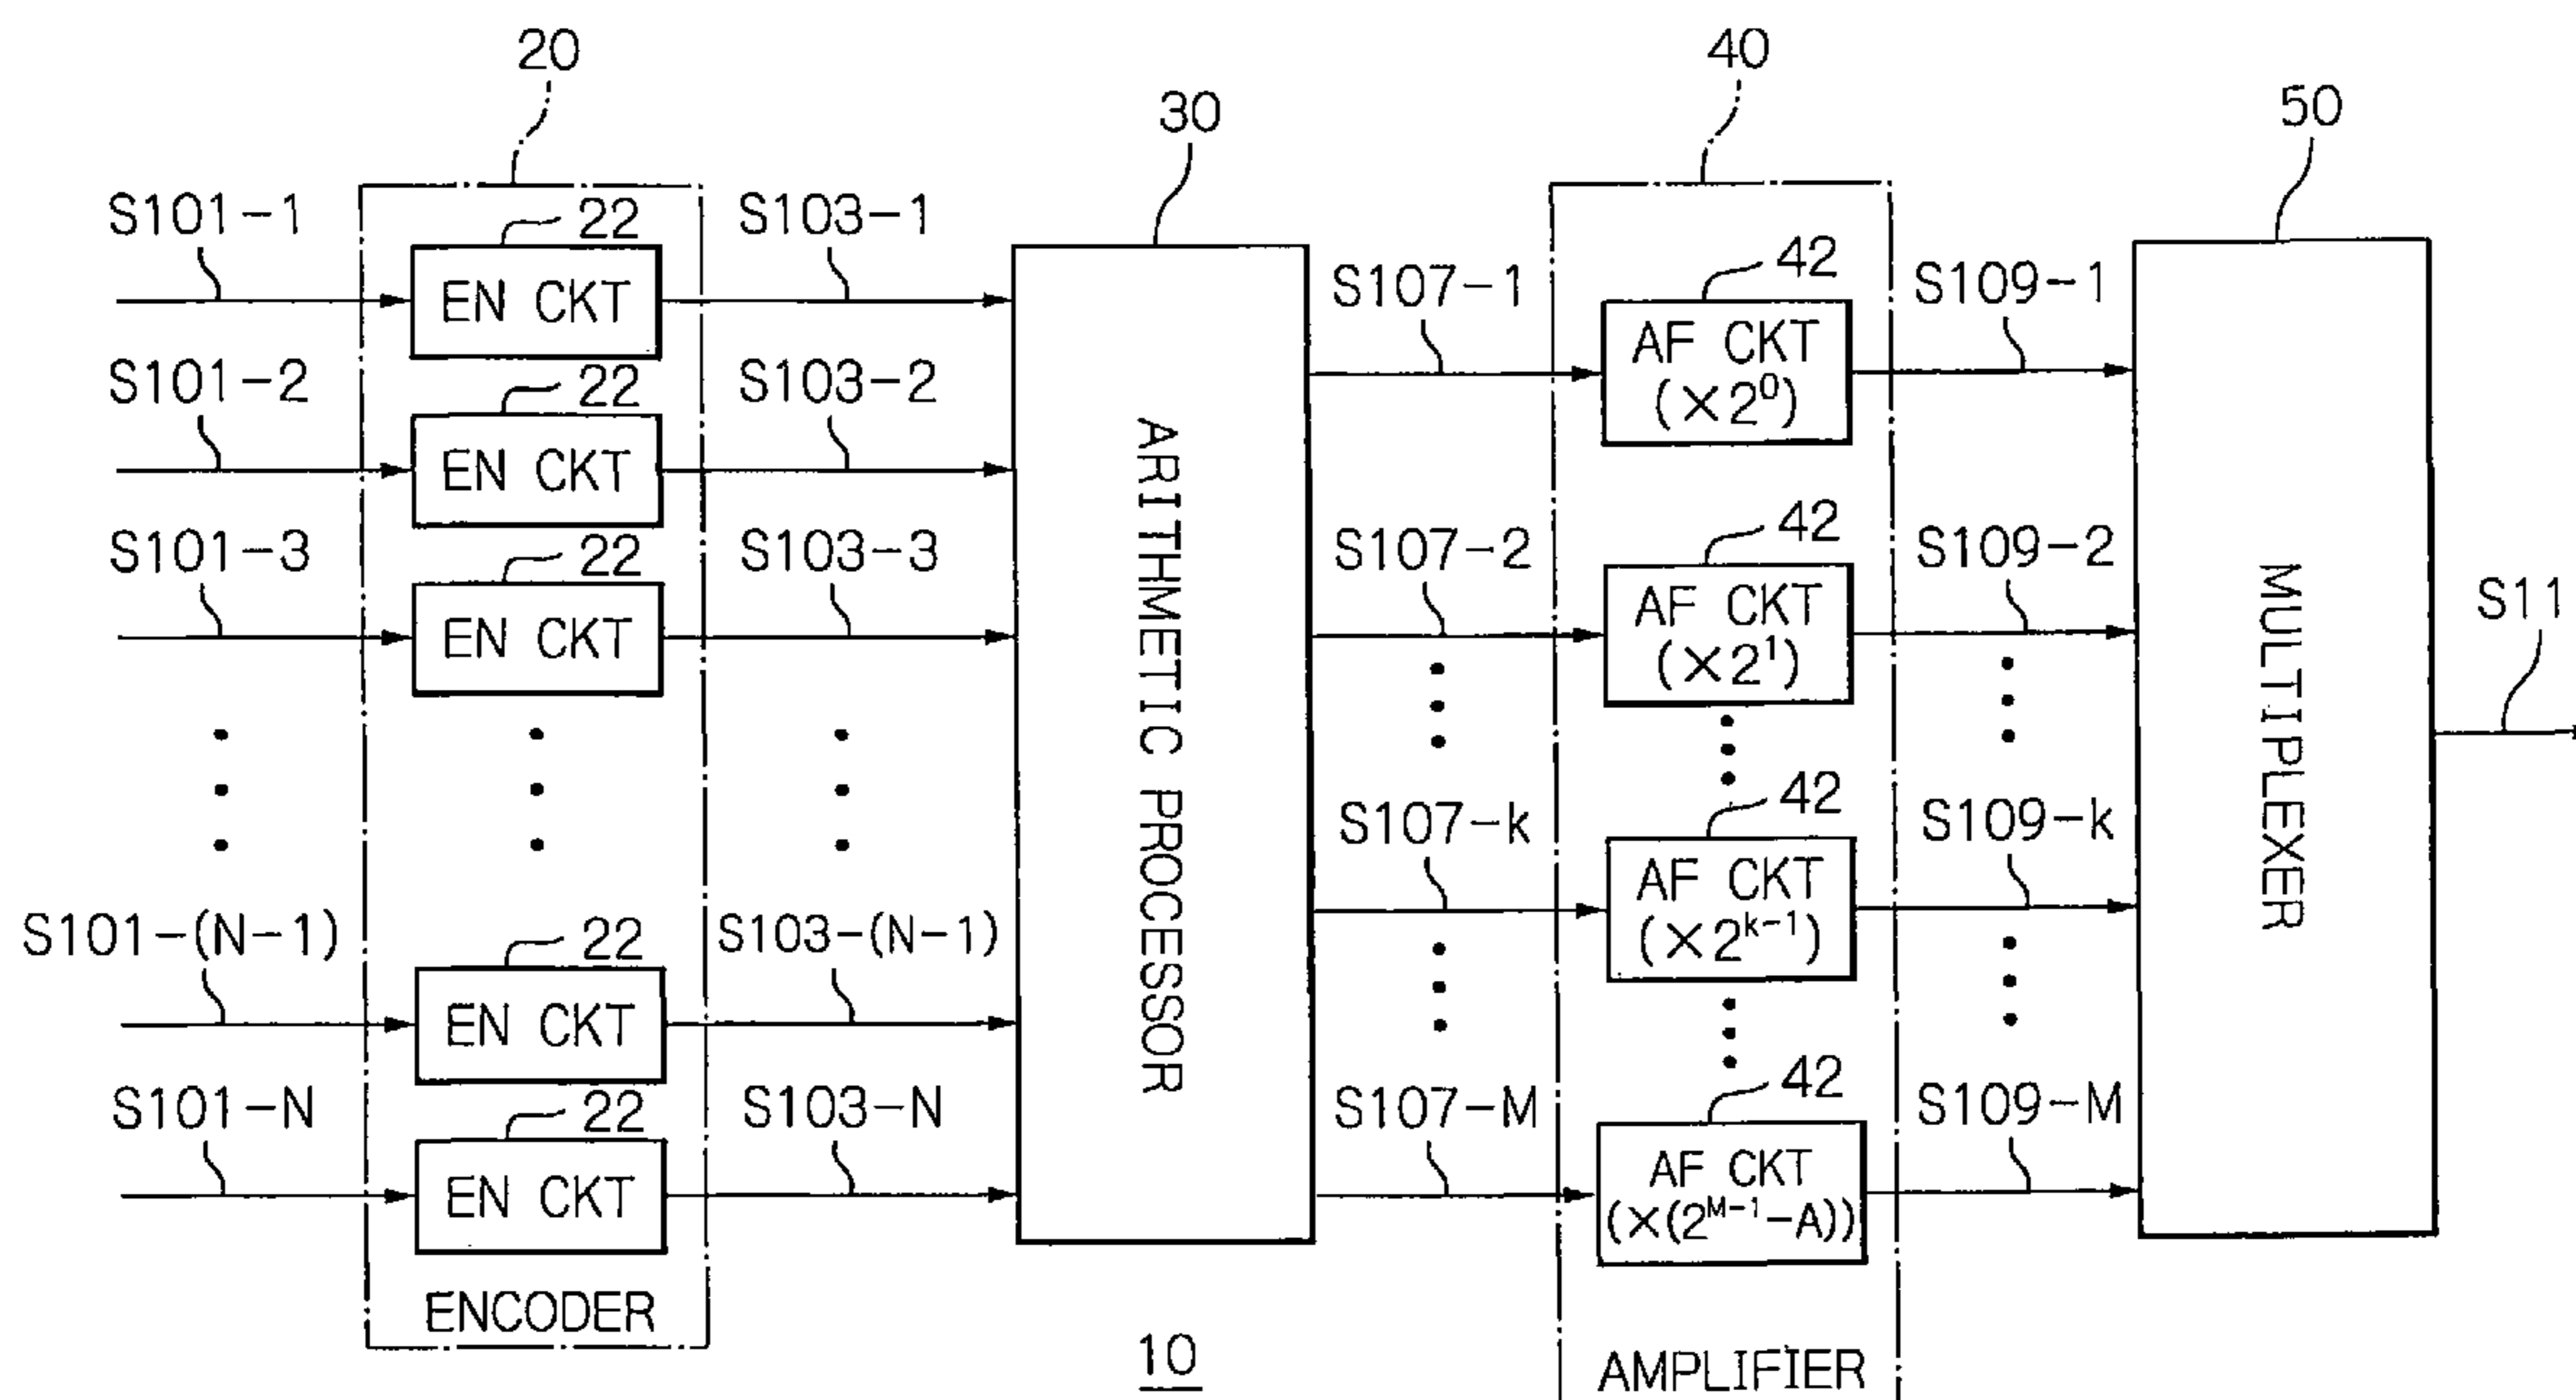 20
40
30
50
S101-1
22
S103-1
EN CKT
S107-1
42
S109-1
AF CKT
(×2⁰)
S101-2
22
S103-2
EN CKT
S101-3
22
S103-3
EN CKT
S107-2
42
S109-2
AF CKT
(×2¹)
S11
ARITHMETIC PROCESSOR
MULTIPLEXER
S107-k
42
S109-k
AF CKT
(×2ᵏ⁻¹)
S101-(N-1)
22
S103-(N-1)
EN CKT
S101-N
22
S103-N
EN CKT
S107-M
42
S109-M
AF CKT
(×(2ᴹ⁻¹-A))
ENCODER
10
AMPLIFIER